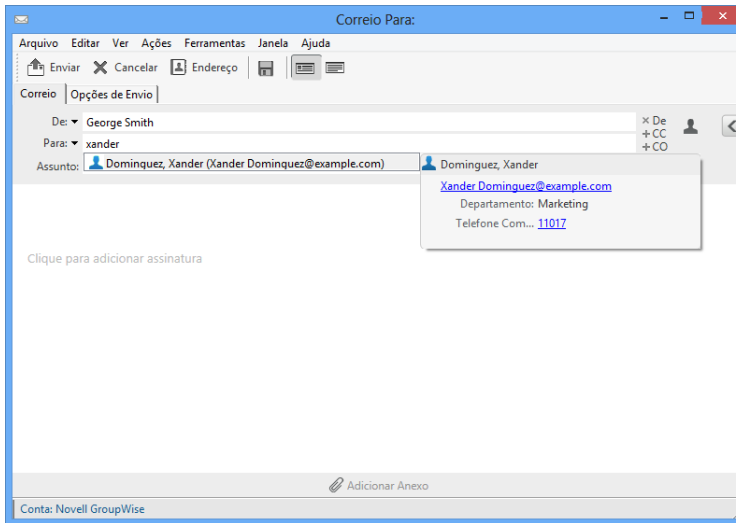 Correio Para:
Arquivo Editar Ver Ações Ferramentas Janela Ajuda
Enviar Cancelar Endereço
Correio Opções de Envio
De: George Smith × De
+ CC
Para: xander + CO
Assunto: Dominquez, Xander (Xander Dominquez@example.com)
Dominguez, Xander
Xander Dominguez@example.com
Departamento: Marketing
Telefone Com... 11017
Clique para adicionar assinatura
Adicionar Anexo
Conta: Novell GroupWise